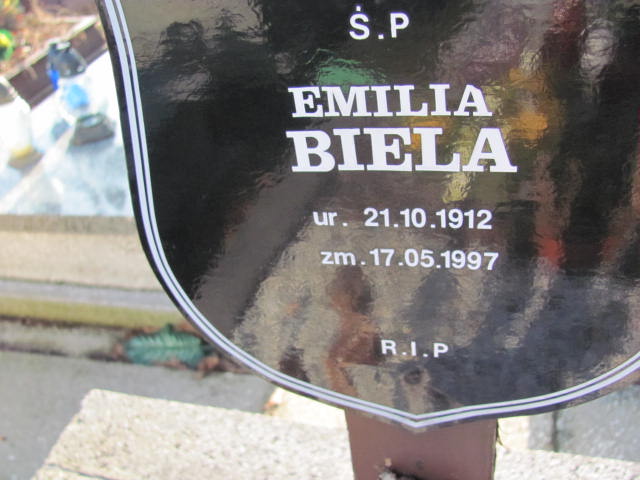 Ś.P
EMILIA
BIELA
ur. 21.10.1912
zm. 17.05.1997
R.I.P